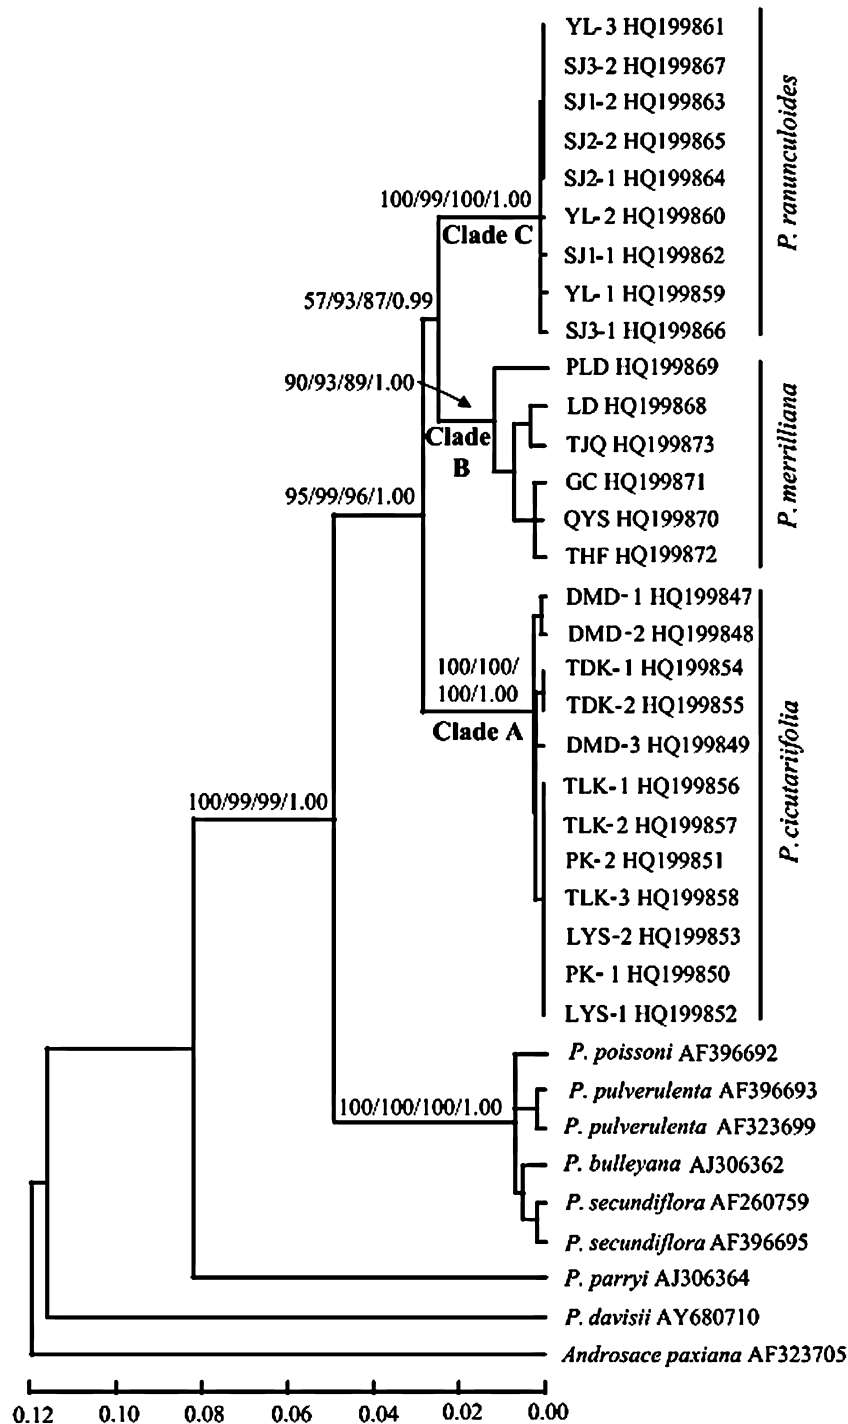 YL-3 HQ199861
SJ3-2 HQ199867
SJ1-2 HQ199863
SJ2-2 HQ199865
SJ2-1 HQ199864
100/99/100/1.00
YL-2 HQ199860
Clade C
SJ1-1 HQ199862
YL-1 HQ199859
SJ3-1 HQ199866
P. ranunculoides
57/93/87/0.99
PLD HQ199869
90/93/89/1.00
LD HQ199868
Clade
B
TJQ HQ199873
GC HQ199871
QYS HQ199870
THF HQ199872
P. merrilliana
95/99/96/1.00
DMD-1 HQ199847
DMD-2 HQ199848
TDK-1 HQ199854
100/100/
100/1.00
TDK-2 HQ199855
Clade A
DMD-3 HQ199849
TLK-1 HQ199856
TLK-2 HQ199857
PK-2 HQ199851
TLK-3 HQ199858
LYS-2 HQ199853
PK-1 HQ199850
LYS-1 HQ199852
P. cicutariifolia
100/99/99/1.00
P. poissoni AF396692
P. pulverulenta AF396693
100/100/100/1.00
P. pulverulenta AF323699
P. bulleyana AJ306362
P. secundiflora AF260759
P. secundiflora AF396695
P. parryi AJ306364
P. davisii AY680710
Androsace paxiana AF323705
0.12 0.10 0.08 0.06 0.04 0.02 0.00